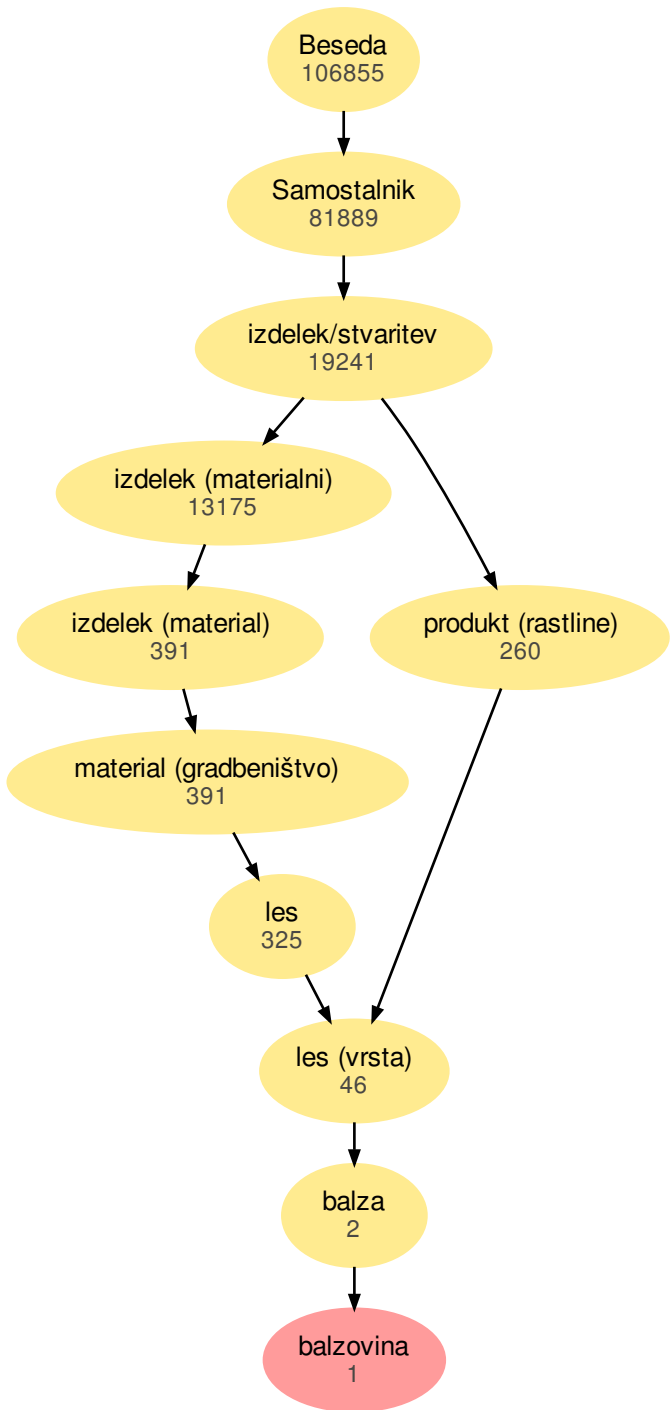 Beseda
106855
Samostalnik
81889
izdelek/stvaritev
19241
izdelek (materialni)
13175
izdelek (material)
391
produkt (rastline)
260
material (gradbeništvo)
391
les
325
les (vrsta)
46
balza
2
balzovina
1